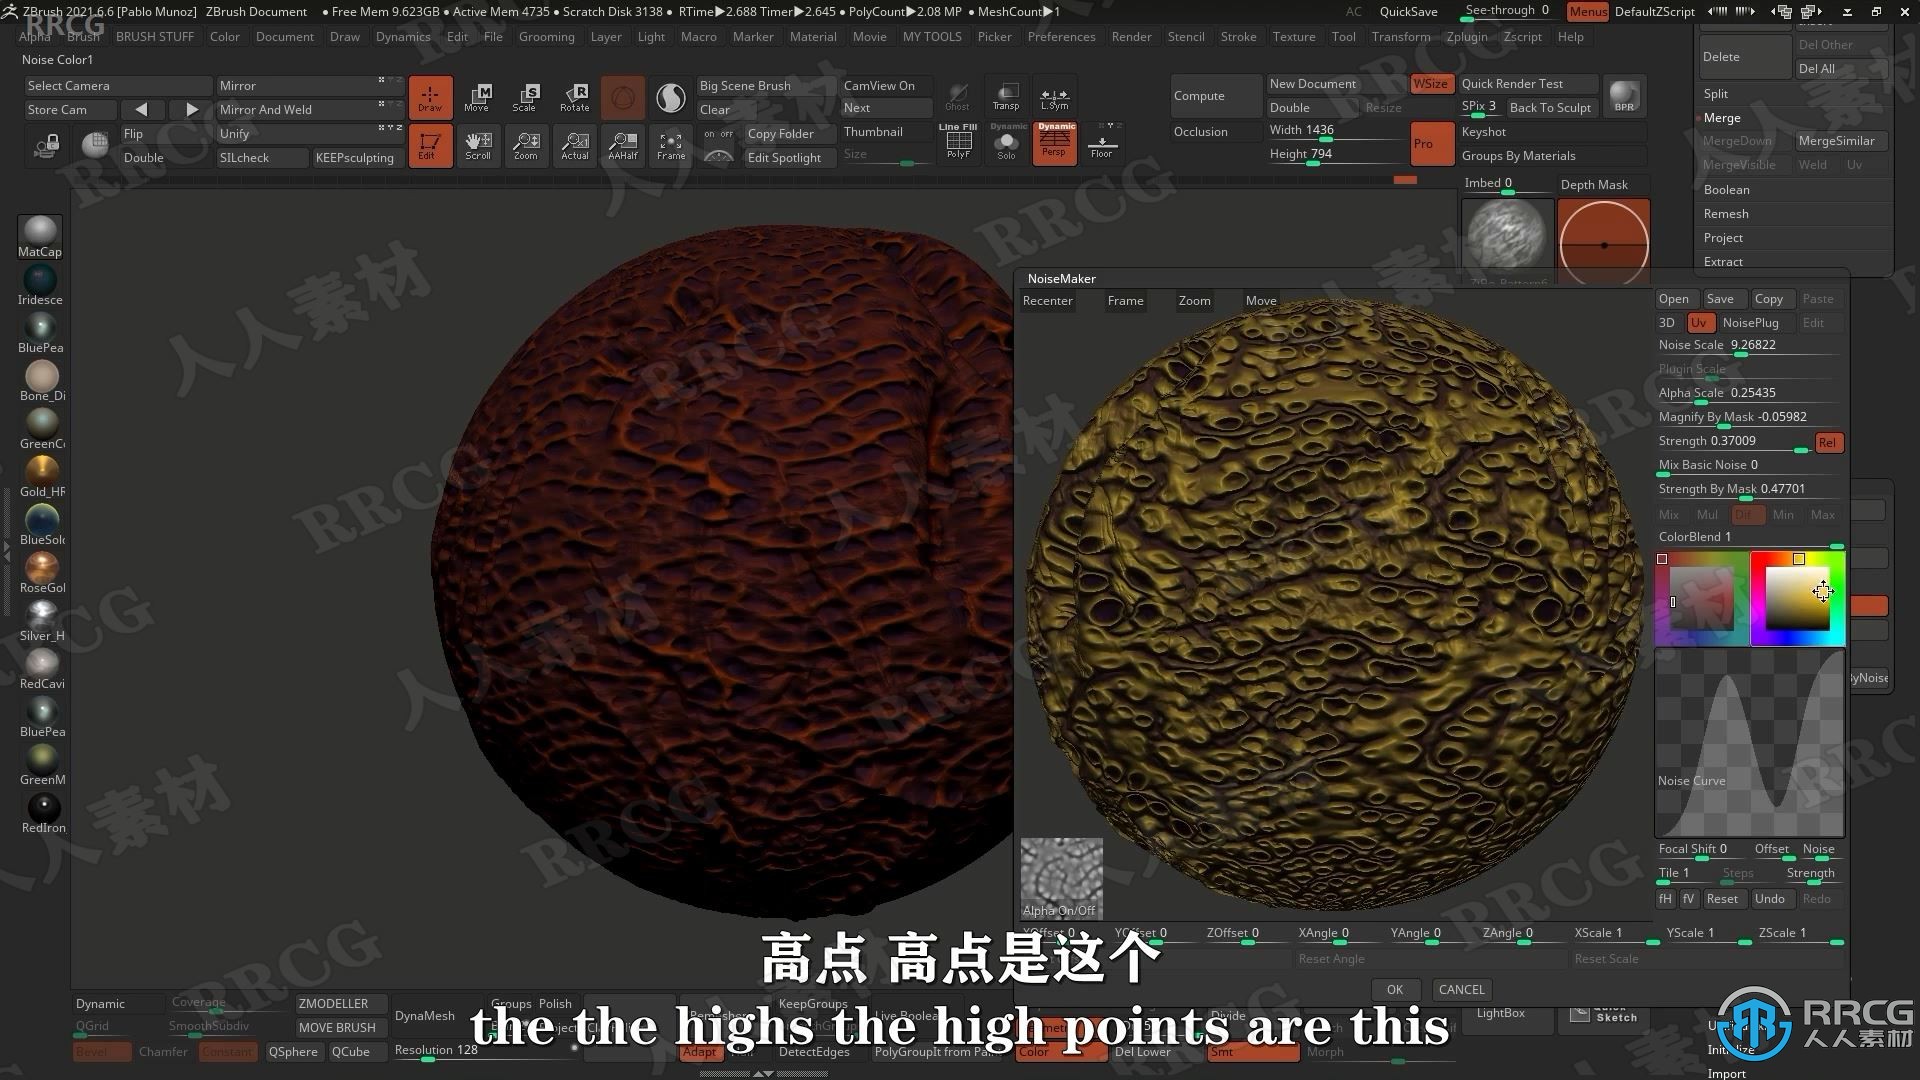 ZBrush 2021.6.6 [Pablo Munoz] ZBrush Document • Free Mem 9.623GB • Active Mem 4735 • Scratch Disk 3138 • RTime▶2.688 Timer▶2.645 • PolyCount▶2.08 MP • MeshCount▶1 AC QuickSave See-through 0 Menus DefaultZScript
Alpha Brush BRUSH STUFF Color Document Draw Dynamics Edit File Grooming Layer Light Macro Marker Material Movie MY TOOLS Picker Preferences Render Stencil Stroke Texture Tool Transform Zplugin Zscript Help
Noise Color1
Select Camera Mirror
Store Cam Mirror And Weld
Flip Unify
Double SILcheck KEEPsculpting
Draw Move Scale Rotate
Edit Scroll Zoom Actual AAHalf Frame
Big Scene Brush CamView On
Clear Next
ON OFF Copy Folder Thumbnail
Edit Spotlight Size
Ghost Transp L.Sym
Line Fill PolyF Dynamic Solo Dynamic Persp Floor
Compute New Document WSize Quick Render Test
Double Resize SPix 3 Back To Sculpt BPR
Occlusion Width 1436 Pro Keyshot
Height 794 Groups By Materials
Imbed 0 Depth Mask
Delete Del Other
Del All
Split
Merge
MergeDown MergeSimilar
MergeVisible Weld Uv
Boolean
Remesh
Project
Extract
MatCap
Iridesce
BluePea
Bone_Di
GreenCo
Gold_HR
BlueSolo
RoseGol
Silver_H
RedCavi
BluePea
GreenM
RedIron
NoiseMaker
Recenter Frame Zoom Move
Open Save Copy Paste
3D Uv NoisePlug Edit
Noise Scale 9.26822
Plugin Scale
Alpha Scale 0.25435
Magnify By Mask -0.05982
Strength 0.37009 Rel
Mix Basic Noise 0
Strength By Mask 0.47701
Mix Mul Dif Min Max
ColorBlend 1
ByNoise
Noise Curve
Focal Shift 0 Offset Noise
Tile 1 Steps Strength
fH fV Reset Undo Redo
Alpha On/Off
XOffset 0 YOffset 0 ZOffset 0 XAngle 0 YAngle 0 ZAngle 0 XScale 1 YScale 1 ZScale 1
Reset Angle Reset Scale
OK CANCEL
高点 高点是这个
the the highs the high points are this
Dynamic Coverage ZMODELLER Groups Polish KeepGroups
QGrid SmoothSubdiv MOVE BRUSH DynaMesh Live Boolean Divide LightBox Quick Sketch
Bevel Chamfer Constant QSphere QCube Resolution 128 Adapt DetectEdges PolyGroupIt from Color Del Lower Smt Morph
Import
RRCG
人人素材